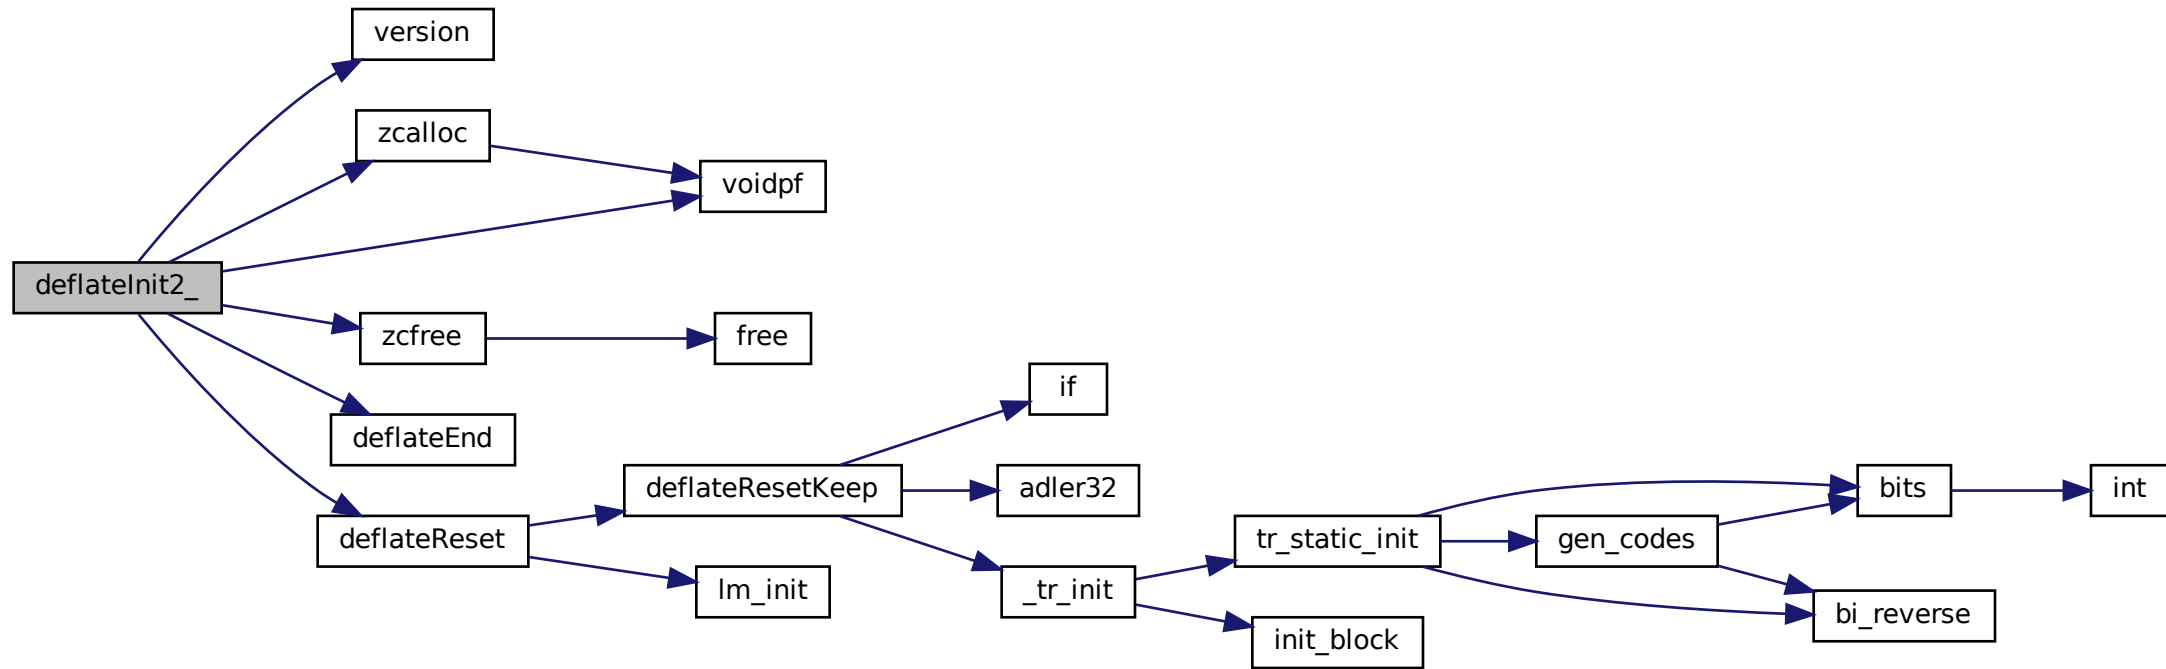 version
zcalloc
voidpf
deflateInit2_
zcfree
free
if
deflateEnd
deflateResetKeep
adler32
bits
int
deflateReset
tr_static_init
gen_codes
lm_init
_tr_init
bi_reverse
init_block